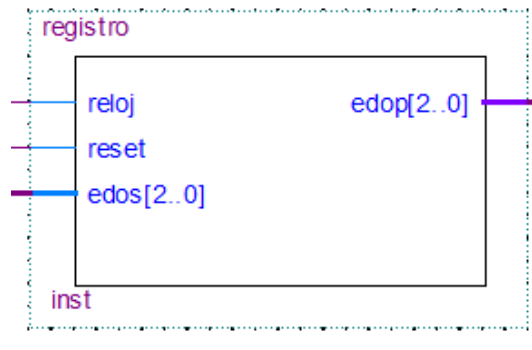 registro
reloj edop[2..0]
reset
edos[2..0]
inst